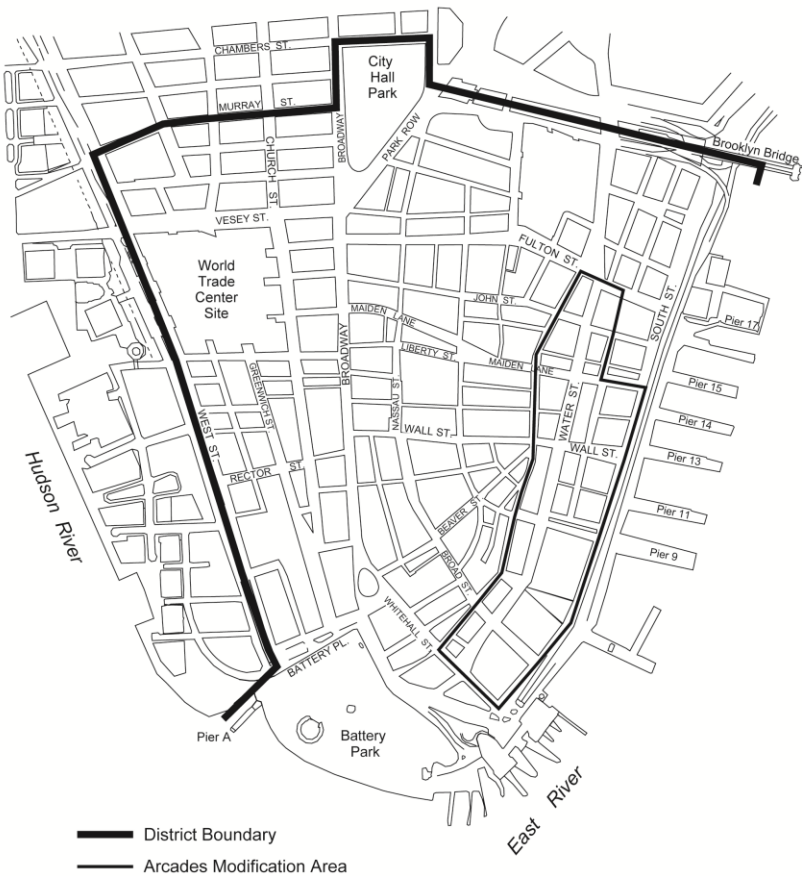 CHAMBERS ST.
City
Hall
Park
MURRAY ST.
BROADWAY
PARK ROW
Brooklyn Bridge
CHURCH ST.
VESEY ST.
FULTON ST.
World
Trade
Center
Site
SOUTH ST.
JOHN ST.
MAIDEN LANE
Pier 17
BROADWAY
LIBERTY ST.
MAIDEN LANE
GREENWICH ST.
NASSAU ST.
Pier 15
WATER ST.
WEST ST.
WALL ST.
Pier 14
WALL ST.
RECTOR ST.
Pier 13
Hudson River
BEAVER ST.
Pier 11
Pier 9
BROAD ST.
WHITEHALL ST.
BATTERY PL.
Pier A
Battery
Park
East River
District Boundary
Arcades Modification Area